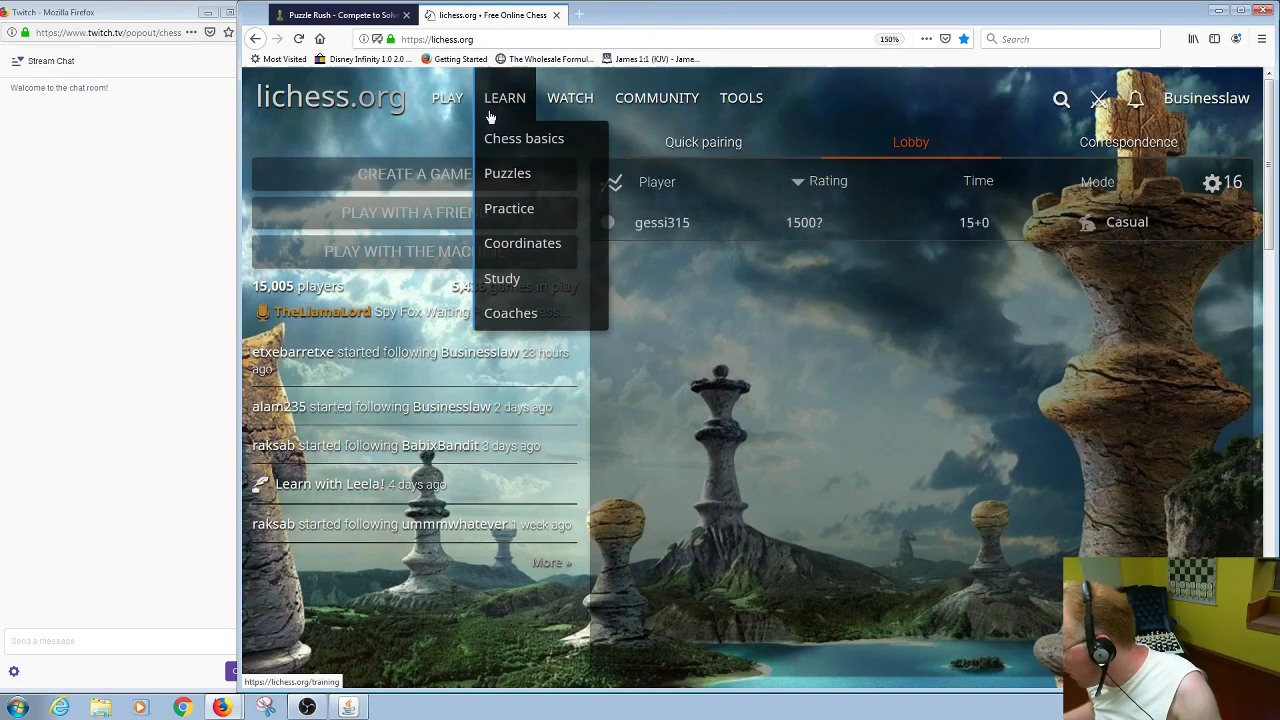 Twitch - Mozilla Firefox
https://www.twitch.tv/popout/chess
Stream Chat
Welcome to the chat room!
Send a message
Puzzle Rush - Compete to Solv
lichess.org • Free Online Chess
https://lichess.org
150%
Search
Most Visited
Disney Infinity 1.0 2.0 ...
Getting Started
The Wholesale Formul...
James 1:1 (KJV) - Jame...
lichess.org
PLAY
LEARN
WATCH
COMMUNITY
TOOLS
Businesslaw
Chess basics
Puzzles
Practice
Coordinates
Study
Coaches
CREATE A GAME
PLAY WITH A FRIEN
PLAY WITH THE MAC
15,005 players
games in play
TheLlamaLord Spy Fox Waiting
etxebarretxe started following Businesslaw 23 hours
ago
alam235 started following Businesslaw 2 days ago
raksab started following BabixBandit 3 days ago
Learn with Leela! 4 days ago
raksab started following ummmwhatever 1 week ago
More »
Quick pairing
Lobby
Correspondence
Player
Rating
Time
Mode
16
gessi315
1500?
15+0
Casual
https://lichess.org/training